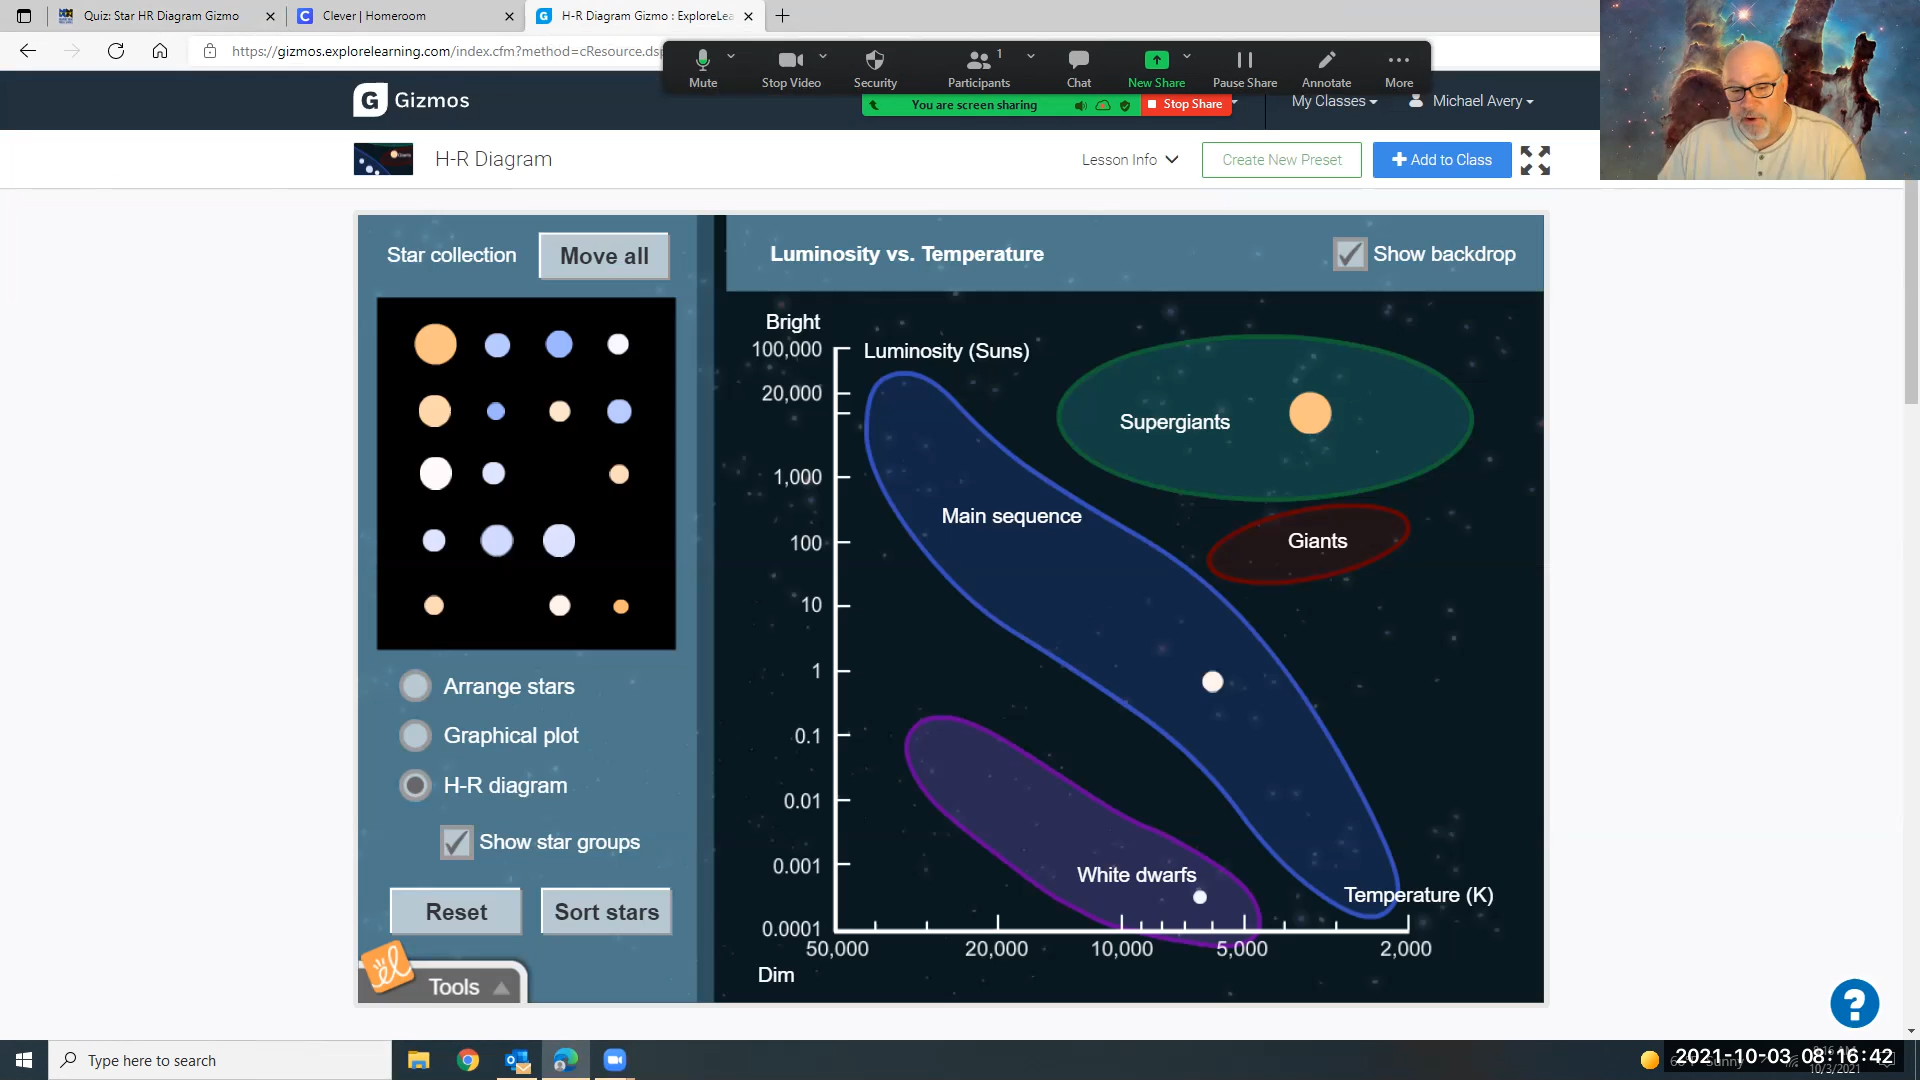 Quiz: Star HR Diagram Gizmo
Clever | Homeroom
H-R Diagram Gizmo : ExploreLea
https://gizmos.explorelearning.com/index.cfm?method=cResource.dsp
Mute
Stop Video
Security
1
Participants
Chat
New Share
Pause Share
Annotate
More
G Gizmos
You are screen sharing
Stop Share
My Classes
Michael Avery
H-R Diagram
Lesson Info
Create New Preset
Add to Class
Star collection
Move all
Luminosity vs. Temperature
Show backdrop
Bright
100,000
Luminosity (Suns)
20,000
Supergiants
1,000
Main sequence
100
Giants
10
1
0.1
0.01
0.001
White dwarfs
Temperature (K)
0.0001
50,000
20,000
10,000
5,000
2,000
Dim
Arrange stars
Graphical plot
H-R diagram
Show star groups
Reset
Sort stars
el
Tools
?
Type here to search
2021-10-03 08:16:42
10/3/2021